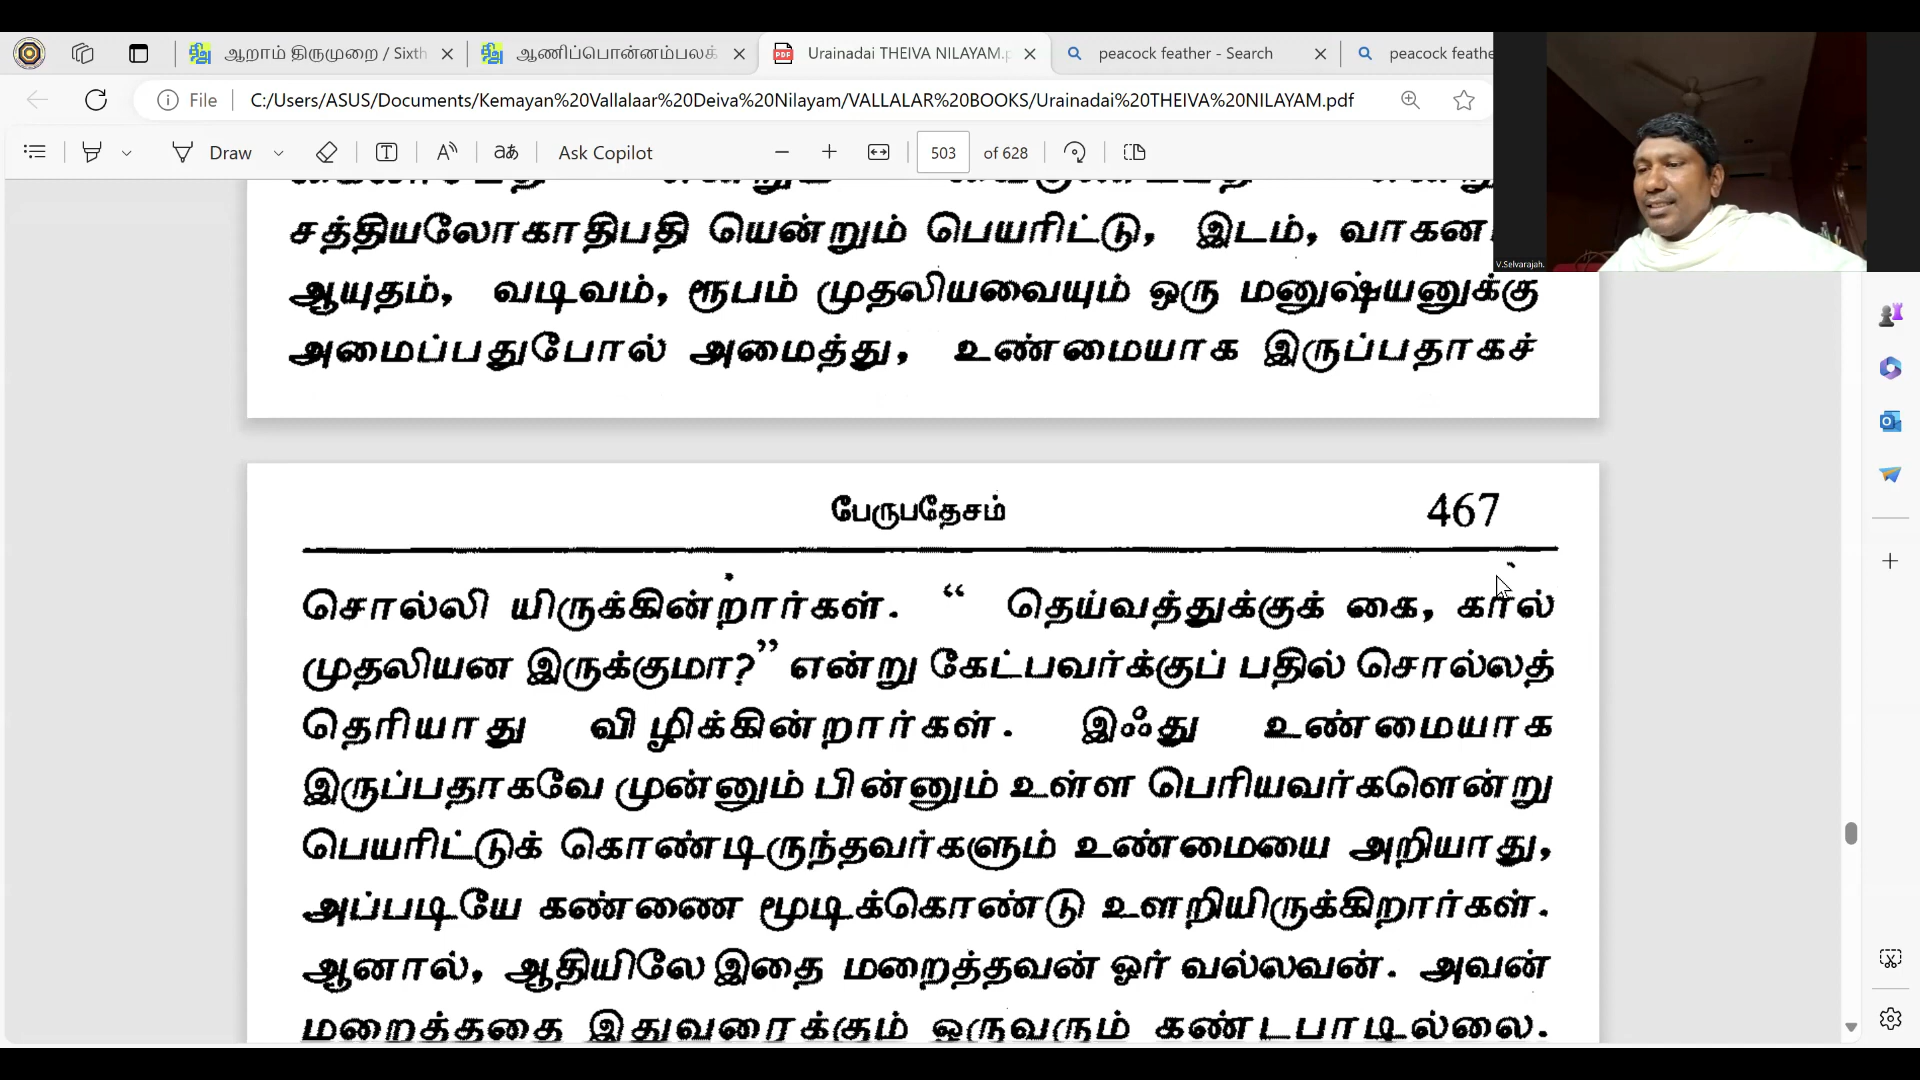 ஆறாம் திருமுறை / Sixth
ஆணிப்பொன்னம்பலக்
Urainadai THEIVA NILAYAM.p
peacock feather - Search
peacock feathe
File
C:/Users/ASUS/Documents/Kemayan%20Vallalaar%20Deiva%20Nilayam/VALLALAR%20BOOKS/Urainadai%20THEIVA%20NILAYAM.pdf
Draw
Ask Copilot
503 of 628
V.Selvarajah.
சத்தியலோகாதிபதி யென்றும் பெயரிட்டு, இடம், வாகன
ஆயுதம், வடிவம், ரூபம் முதலியவையும் ஒரு மனுஷ்யனுக்கு
அமைப்பதுபோல் அமைத்து, உண்மையாக இருப்பதாகச்
பேருபதேசம் 467
சொல்லி யிருக்கின்றார்கள். “ தெய்வத்துக்குக் கை, கால்
முதலியன இருக்குமா?” என்று கேட்பவர்க்குப் பதில் சொல்லத்
தெரியாது விழிக்கின்றார்கள். இஃது உண்மையாக
இருப்பதாகவே முன்னும் பின்னும் உள்ள பெரியவர்களென்று
பெயரிட்டுக் கொண்டிருந்தவர்களும் உண்மையை அறியாது,
அப்படியே கண்ணை மூடிக்கொண்டு உளறியிருக்கிறார்கள்.
ஆனால், ஆதியிலே இதை மறைத்தவன் ஓர் வல்லவன். அவன்
மறைத்ததை இதுவரைக்கும் ஒருவரும் கண்டபாடில்லை.